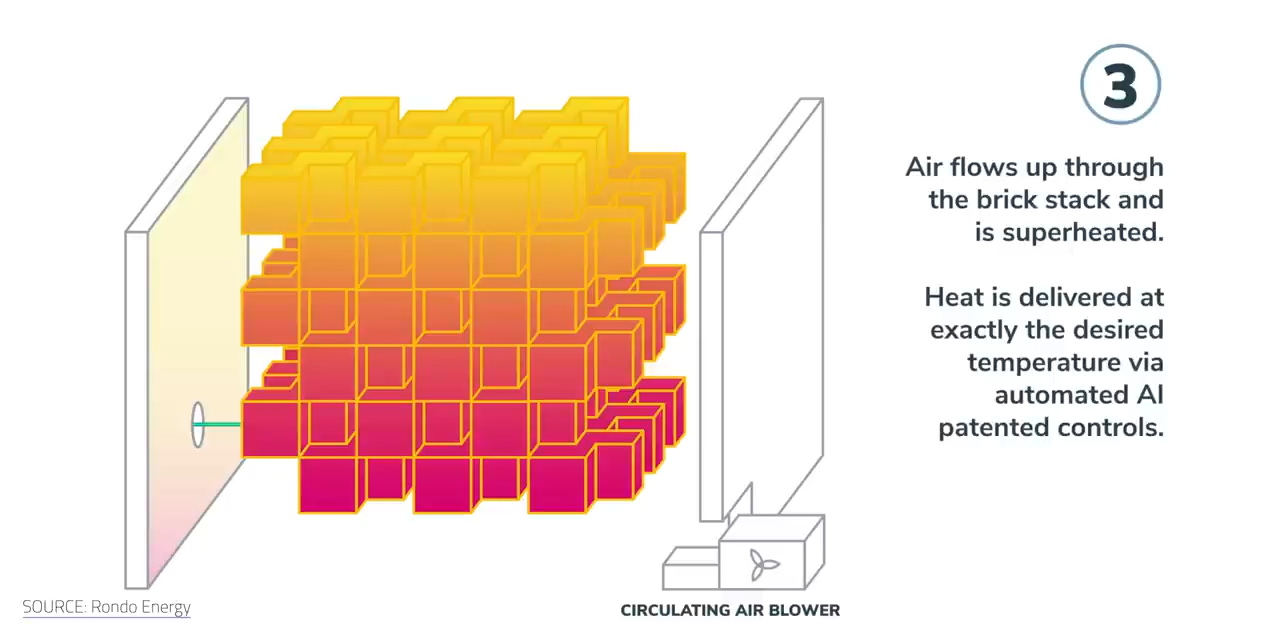 3
Air flows up through
the brick stack and
is superheated.
Heat is delivered at
exactly the desired
temperature via
automated AI
patented controls.
CIRCULATING AIR BLOWER
SOURCE: Rondo Energy